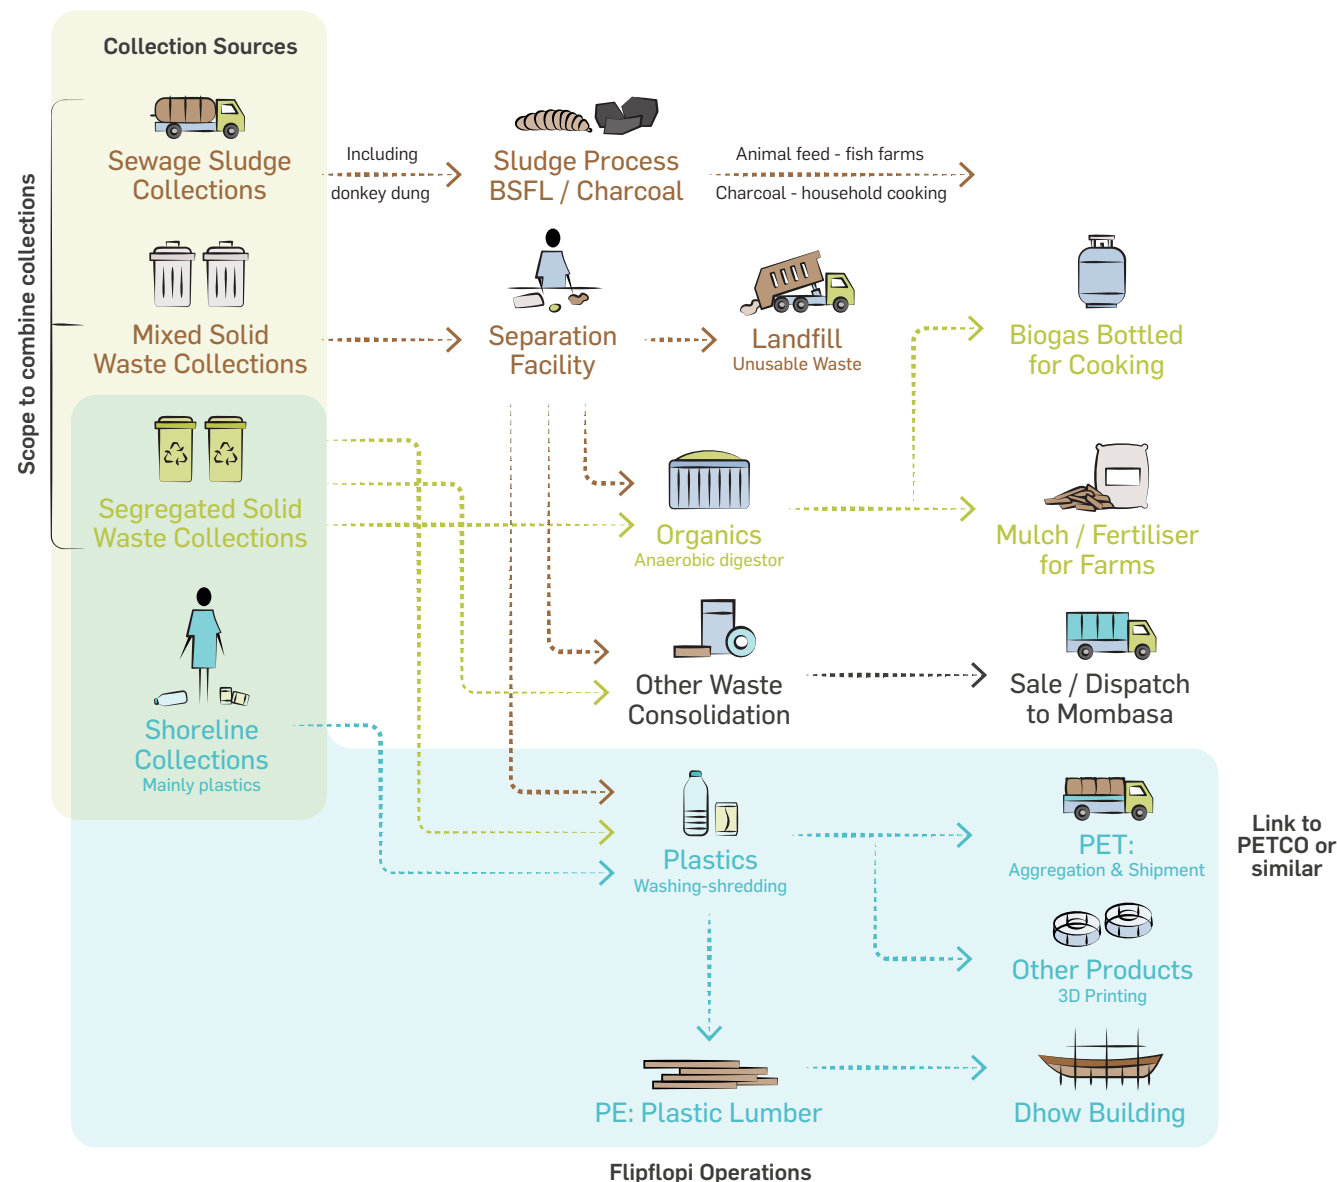 Collection Sources
Scope to combine collections
Sewage Sludge
Collections
Including
donkey dung
Sludge Process
BSFL / Charcoal
Animal feed - fish farms
Charcoal - household cooking
Mixed Solid
Waste Collections
Separation
Facility
Landfill
Unusable Waste
Biogas Bottled
for Cooking
Segregated Solid
Waste Collections
Organics
Anaerobic digestor
Mulch / Fertiliser
for Farms
Other Waste
Consolidation
Sale / Dispatch
to Mombasa
Shoreline
Collections
Mainly plastics
Plastics
Washing-shredding
PET:
Aggregation & Shipment
Link to
PETCO or
similar
Other Products
3D Printing
PE: Plastic Lumber
Dhow Building
Flipflopi Operations